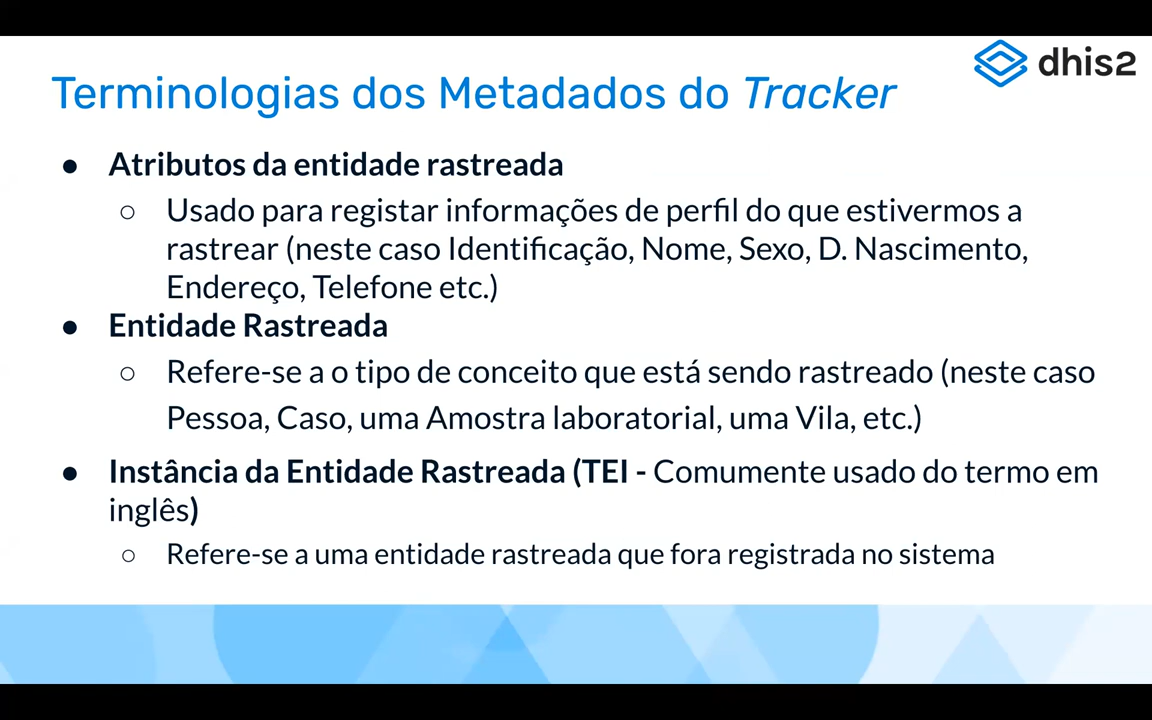 dhis2
Terminologias dos Metadados do Tracker
● Atributos da entidade rastreada
○ Usado para registar informações de perfil do que estivermos a
rastrear (neste caso Identificação, Nome, Sexo, D. Nascimento,
Endereço, Telefone etc.)
● Entidade Rastreada
○ Refere-se a o tipo de conceito que está sendo rastreado (neste caso
Pessoa, Caso, uma Amostra laboratorial, uma Vila, etc.)
● Instância da Entidade Rastreada (TEI - Comumente usado do termo em
inglês)
○ Refere-se a uma entidade rastreada que fora registrada no sistema